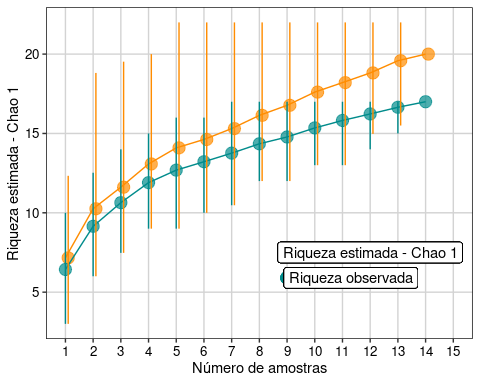 Riqueza estimada - Chao 1
20
15
10
5
Riqueza estimada - Chao 1
Riqueza observada
1 2 3 4 5 6 7 8 9 10 11 12 13 14 15
Número de amostras